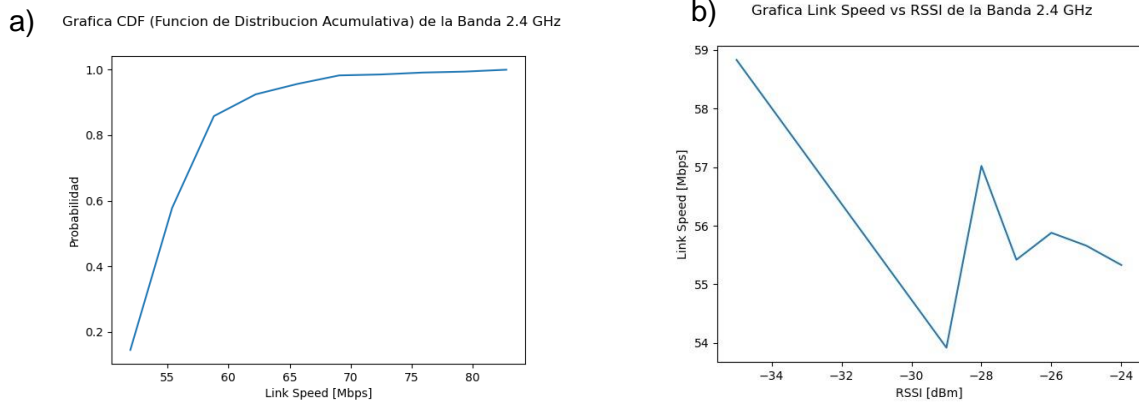 a)
Grafica CDF (Funcion de Distribucion Acumulativa) de la Banda 2.4 GHz
1.0
0.8
0.6
0.4
0.2
Probabilidad
55 60 65 70 75 80
Link Speed [Mbps]
b)
Grafica Link Speed vs RSSI de la Banda 2.4 GHz
59
58
57
56
55
54
Link Speed [Mbps]
−34 −32 −30 −28 −26 −24
RSSI [dBm]